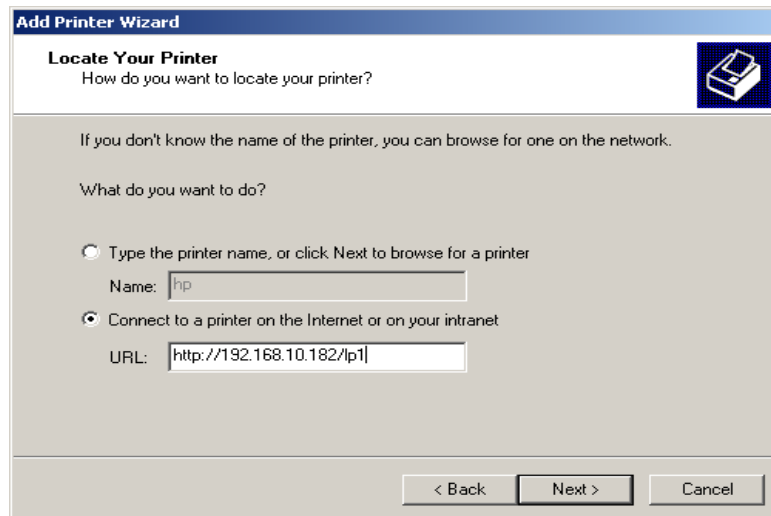 Add Printer Wizard
Locate Your Printer
How do you want to locate your printer?
If you don't know the name of the printer, you can browse for one on the network.
What do you want to do?
Type the printer name, or click Next to browse for a printer
Name: hp
Connect to a printer on the Internet or on your intranet
URL: http://192.168.10.182/lp1
< Back Next > Cancel